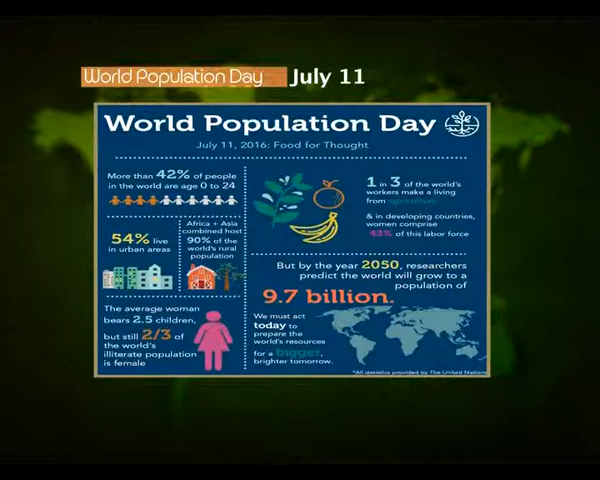 World Population Day July 11
World Population Day
July 11, 2016: Food for Thought
More than 42% of people
in the world are age 0 to 24
54% live
in urban areas
Africa + Asia
combined host
90% of the
world's rural
population
The average woman
bears 2.5 children,
but still 2/3 of
the world's
illiterate population
is female
1 in 3 of the world's
workers make a living
from agriculture
& in developing countries,
women comprise
43% of this labor force
But by the year 2050, researchers
predict the world will grow to a
population of
9.7 billion.
We must act
today to
prepare the
world's resources
for a bigger,
brighter tomorrow.
*All statistics provided by The United Nations